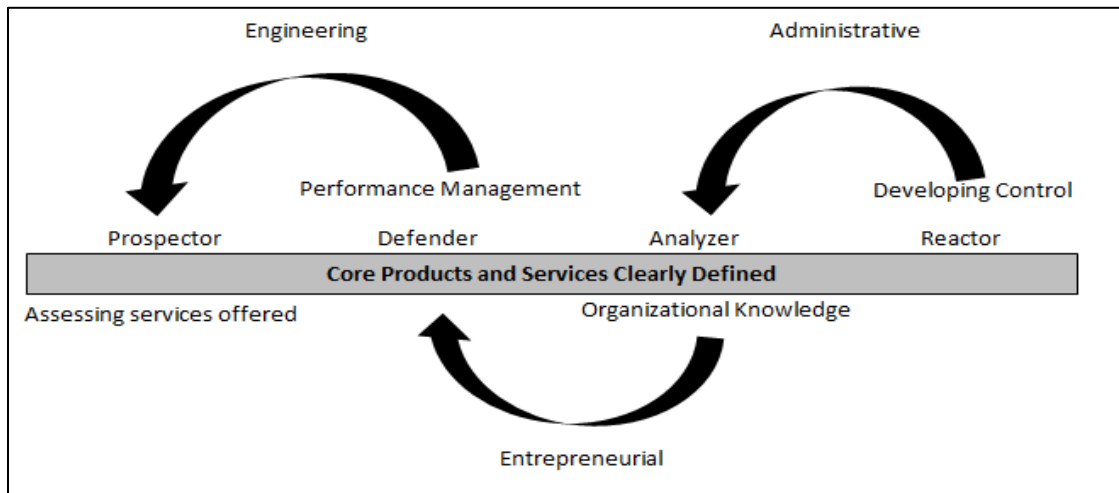 Engineering
Administrative
Performance Management
Developing Control
Prospector
Defender
Analyzer
Reactor
Core Products and Services Clearly Defined
Assessing services offered
Organizational Knowledge
Entrepreneurial